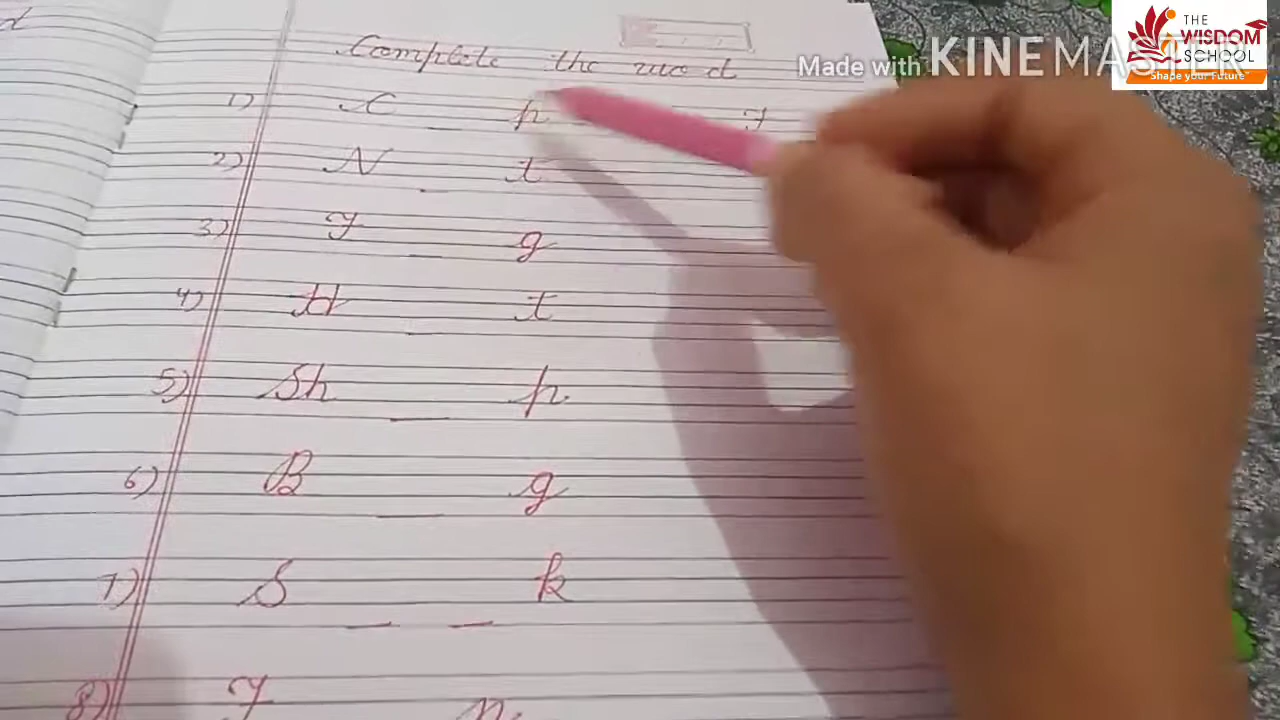 Made with KINEMASTER
THE
WISDOM
SCHOOL
"Shape your Future"
Complete the word
1) C _ p
2) N _ t
3) J _ g
4) H _ t
5) Sh _ p
6) B _ g
7) S _ _ k
8)